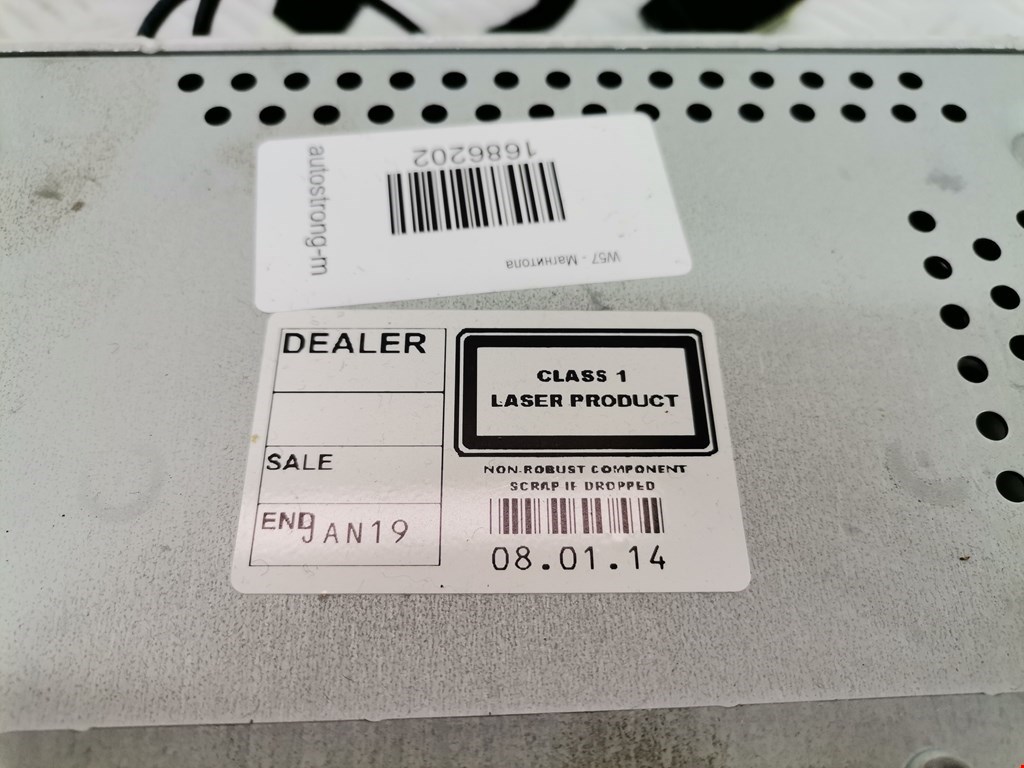 1686202
autostrong-m
W57 - Магнитола
DEALER
SALE
END JAN19
CLASS 1
LASER PRODUCT
NON-ROBUST COMPONENT
SCRAP IF DROPPED
08.01.14